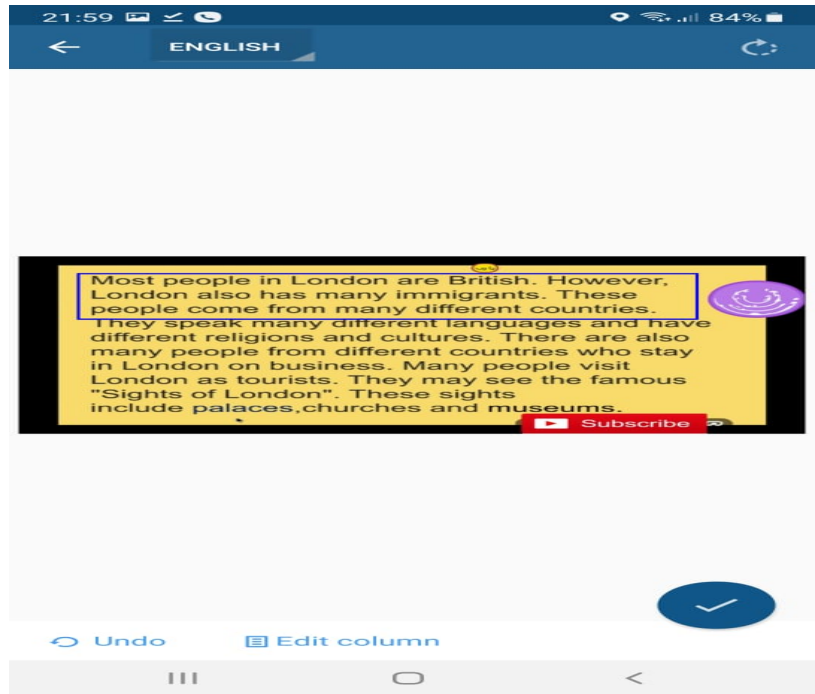 21:59 84%
ENGLISH
Most people in London are British. However,
London also has many immigrants. These
people come from many different countries.
They speak many different languages and have
different religions and cultures. There are also
many people from different countries who stay
in London on business. Many people visit
London as tourists. They may see the famous
"Sights of London". These sights
include palaces,churches and museums.
Subscribe
Undo Edit column